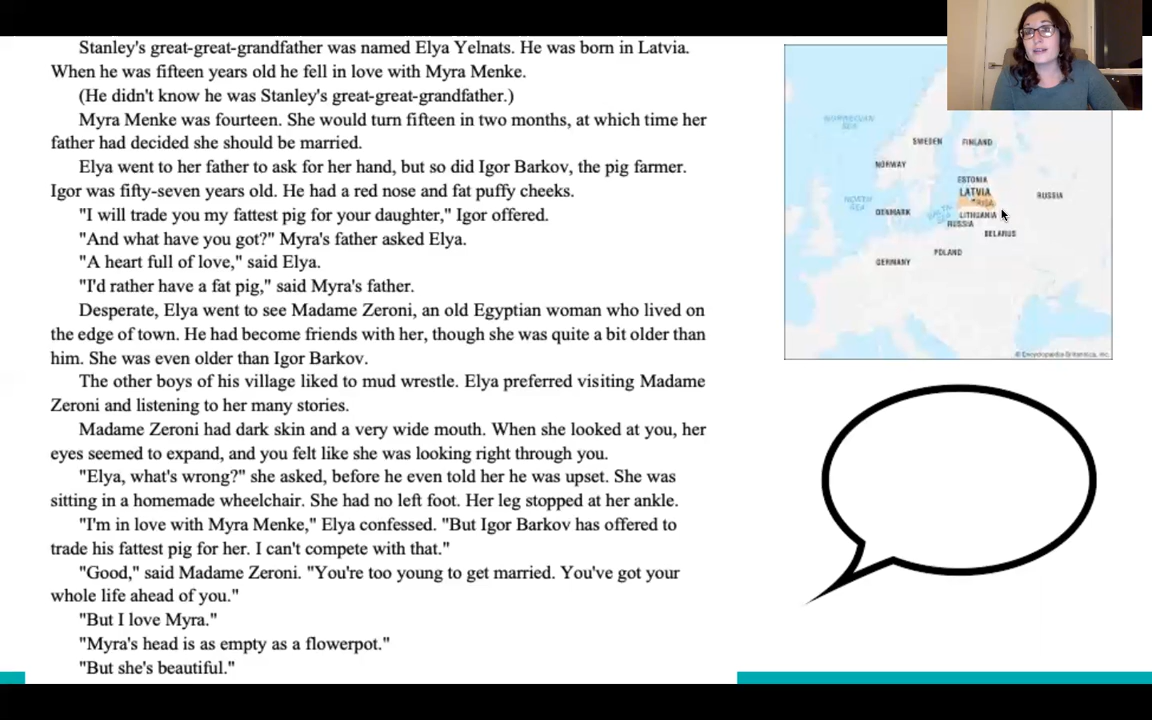 Stanley's great-great-grandfather was named Elya Yelnats. He was born in Latvia.
When he was fifteen years old he fell in love with Myra Menke.
(He didn't know he was Stanley's great-great-grandfather.)
Myra Menke was fourteen. She would turn fifteen in two months, at which time her
father had decided she should be married.
Elya went to her father to ask for her hand, but so did Igor Barkov, the pig farmer.
Igor was fifty-seven years old. He had a red nose and fat puffy cheeks.
"I will trade you my fattest pig for your daughter," Igor offered.
"And what have you got?" Myra's father asked Elya.
"A heart full of love," said Elya.
"I'd rather have a fat pig," said Myra's father.
Desperate, Elya went to see Madame Zeroni, an old Egyptian woman who lived on
the edge of town. He had become friends with her, though she was quite a bit older than
him. She was even older than Igor Barkov.
The other boys of his village liked to mud wrestle. Elya preferred visiting Madame
Zeroni and listening to her many stories.
Madame Zeroni had dark skin and a very wide mouth. When she looked at you, her
eyes seemed to expand, and you felt like she was looking right through you.
"Elya, what's wrong?" she asked, before he even told her he was upset. She was
sitting in a homemade wheelchair. She had no left foot. Her leg stopped at her ankle.
"I'm in love with Myra Menke," Elya confessed. "But Igor Barkov has offered to
trade his fattest pig for her. I can't compete with that."
"Good," said Madame Zeroni. "You're too young to get married. You've got your
whole life ahead of you."
"But I love Myra."
"Myra's head is as empty as a flowerpot."
"But she's beautiful."
NORWEGIAN
SEA
SWEDEN
FINLAND
NORWAY
ESTONIA
LATVIA
RIGA
RUSSIA
NORTH
SEA
DENMARK
BALTIC
SEA
LITHUANIA
RUSSIA
BELARUS
POLAND
GERMANY
© Encyclopædia Britannica, Inc.